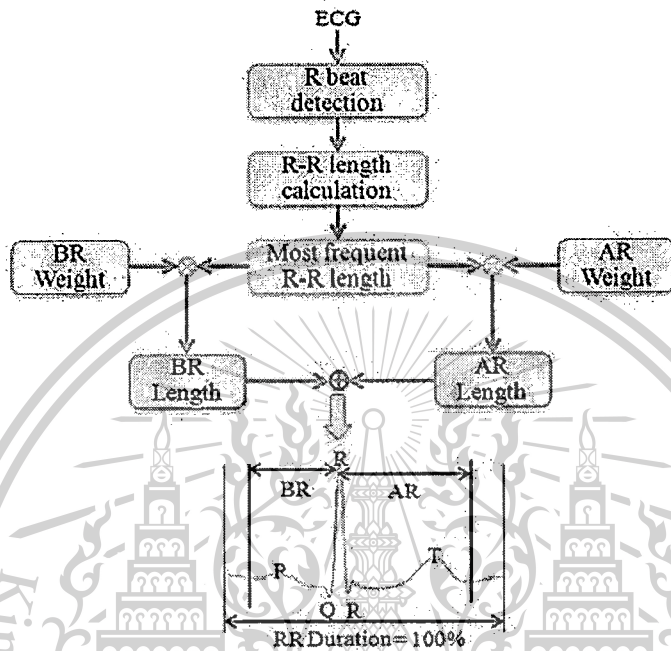 ECG
R beat
detection
R-R length
calculation
BR
Weight
Most frequent
R-R length
AR
Weight
BR
Length
AR
Length
R
BR
AR
P
T
Q R
RR Duration=100%